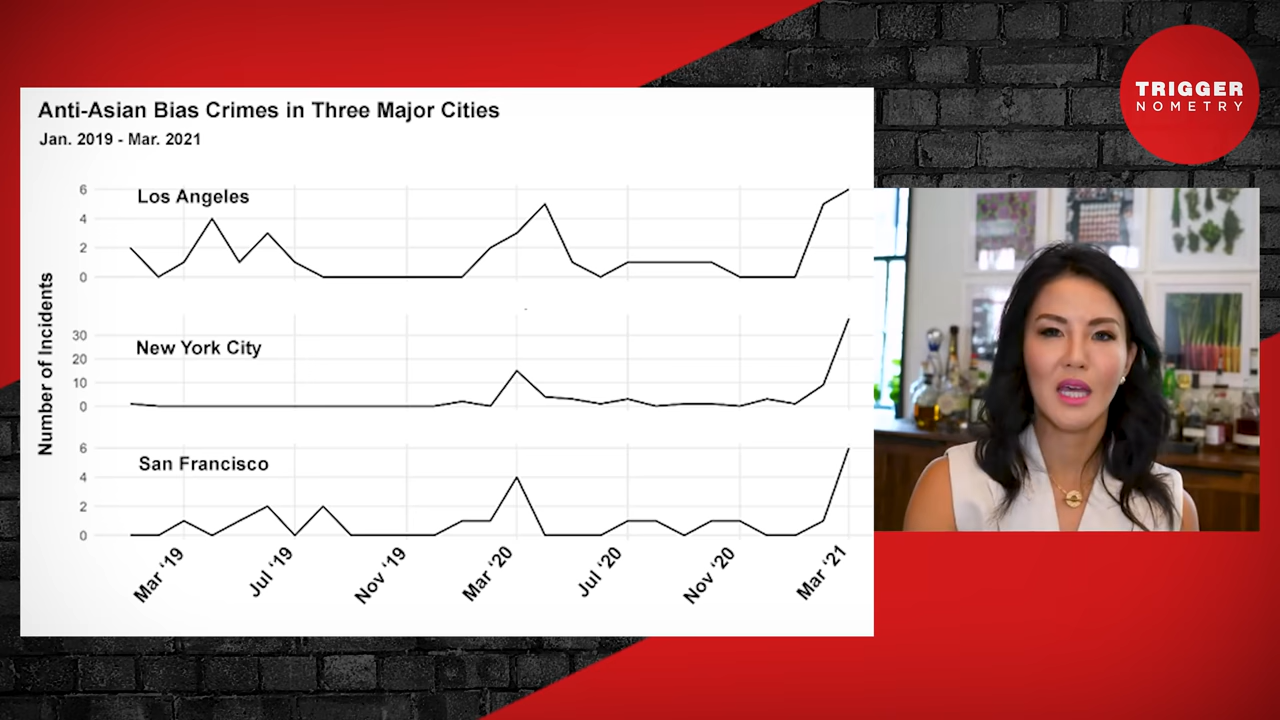 TRIGGER
NOMETRY
Anti-Asian Bias Crimes in Three Major Cities
Jan. 2019 - Mar. 2021
Number of Incidents
Los Angeles
6
4
2
0
New York City
30
20
10
0
San Francisco
6
4
2
0
Mar ‘19
Jul ‘19
Nov ‘19
Mar ‘20
Jul ‘20
Nov ‘20
Mar ‘21